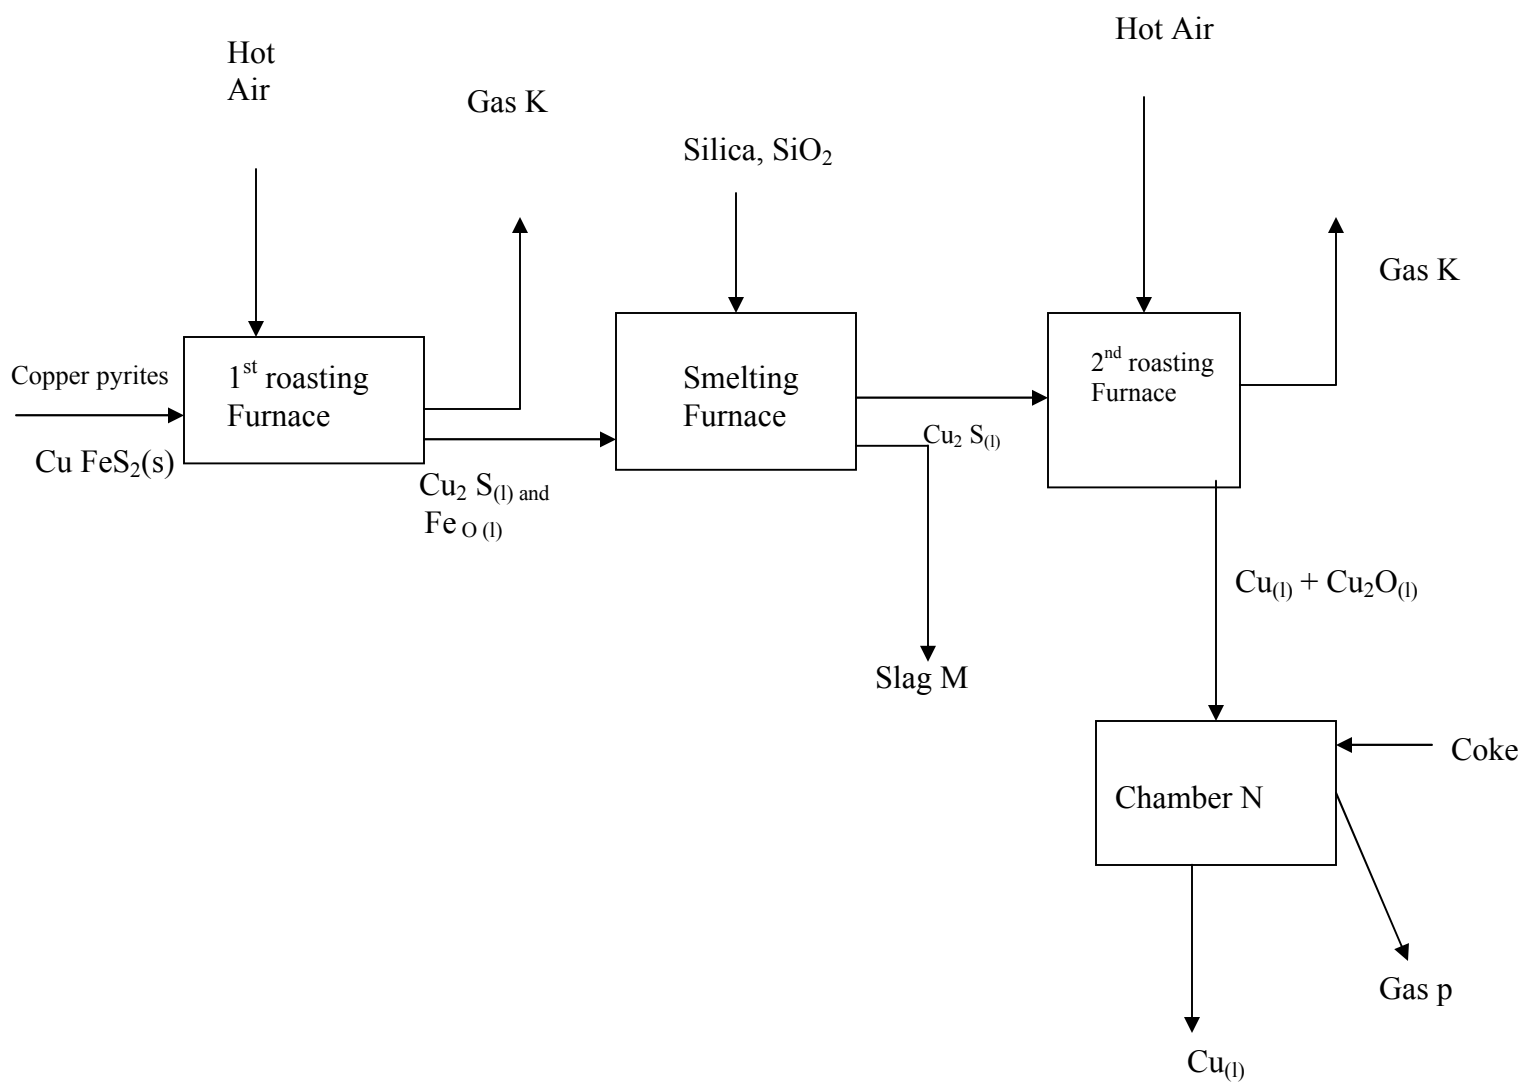 Hot
Air
Gas K
Silica, SiO₂
Hot Air
Gas K
Copper pyrites
Cu FeS₂(s)
1ˢᵗ roasting
Furnace
Cu₂ S₍ₗ₎ ₐₙd
Fe O (l)
Smelting
Furnace
Cu₂ S₍ₗ₎
Slag M
2ⁿᵈ roasting
Furnace
Cu₍ₗ₎ + Cu₂O₍ₗ₎
Chamber N
Coke
Gas p
Cu₍ₗ₎